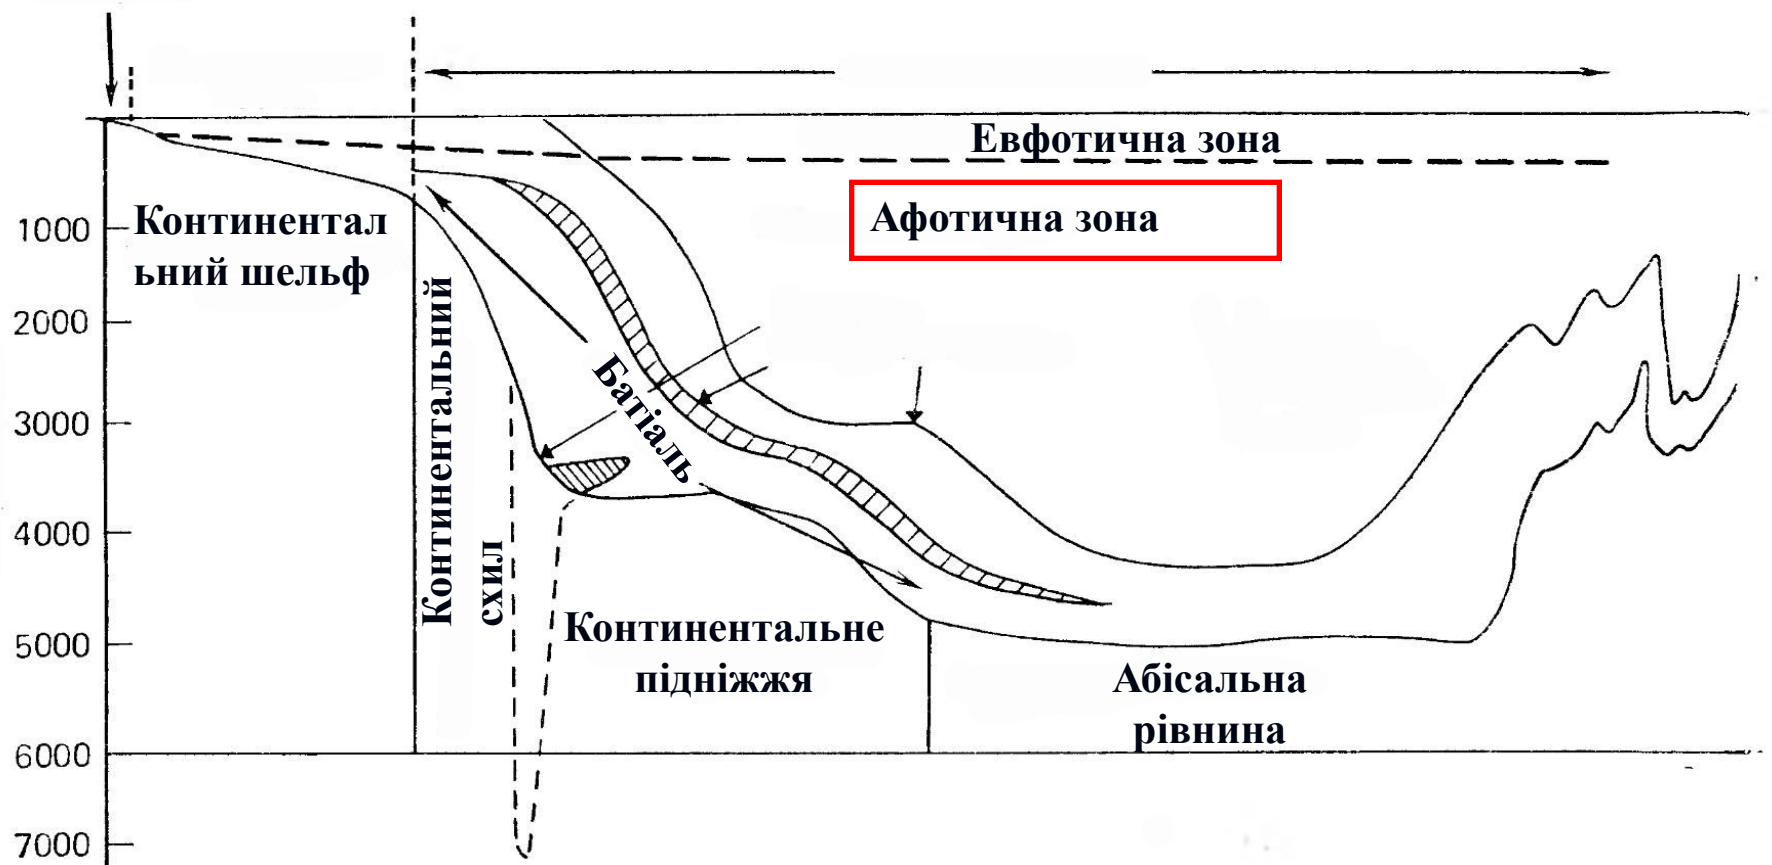 Евфотична зона
Афотична зона
Континентал
ьний шельф
1000
2000
3000
4000
5000
6000
7000
Континентальний
схил
Батіаль
Континентальне
підніжжя
Абісальна
рівнина